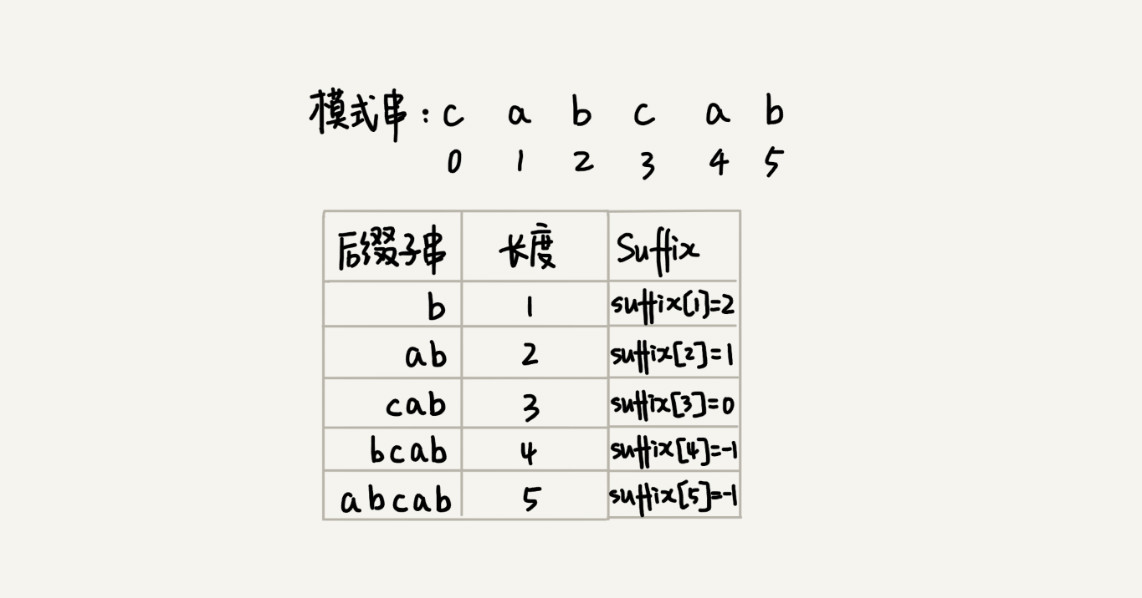 模式串：c a b c a b
0 1 2 3 4 5
后缀子串 长度 Suffix
b 1 suffix[1]=2
ab 2 suffix[2]=1
cab 3 suffix[3]=0
bcab 4 suffix[4]=-1
abcab 5 suffix[5]=-1